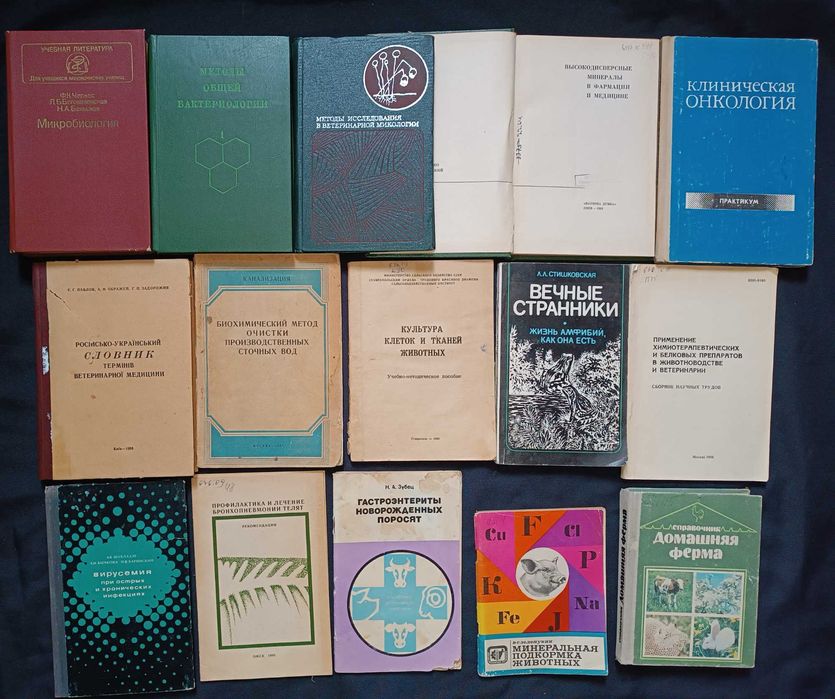 УЧЕБНАЯ ЛИТЕРАТУРА
Для учащихся медицинских училищ
Ф.К. Черкес
Л.Б. Богоявленская
Н.А. Бельская
Микробиология
МЕТОДЫ
ОБЩЕЙ
БАКТЕРИОЛОГИИ
МЕТОДЫ ИССЛЕДОВАНИЯ
В ВЕТЕРИНАРНОЙ МИКОЛОГИИ
ВЫСОКОДИСПЕРСНЫЕ
МИНЕРАЛЫ
В ФАРМАЦИИ
И МЕДИЦИНЕ
КЛИНИЧЕСКАЯ
ОНКОЛОГИЯ
ПРАКТИКУМ
РОСІЙСЬКО-УКРАЇНСЬКИЙ
СЛОВНИК
ТЕРМІНІВ
ВЕТЕРИНАРНОЇ МЕДИЦИНИ
КАНАЛИЗАЦИЯ
БИОХИМИЧЕСКИЙ МЕТОД
ОЧИСТКИ
ПРОИЗВОДСТВЕННЫХ
СТОЧНЫХ ВОД
КУЛЬТУРА
КЛЕТОК И ТКАНЕЙ
ЖИВОТНЫХ
Учебно-методическое пособие
Л.Л. СТИШКОВСКАЯ
ВЕЧНЫЕ
СТРАННИКИ
ЖИЗНЬ АМФИБИЙ,
КАК ОНА ЕСТЬ
ПРИМЕНЕНИЕ
ХИМИОТЕРАПЕВТИЧЕСКИХ
И БЕЛКОВЫХ ПРЕПАРАТОВ
В ЖИВОТНОВОДСТВЕ
И ВЕТЕРИНАРИИ
СБОРНИК НАУЧНЫХ ТРУДОВ
вирусемия
при острых
и хронических
инфекциях
ПРОФИЛАКТИКА И ЛЕЧЕНИЕ
БРОНХОПНЕВМОНИИ ТЕЛЯТ
РЕКОМЕНДАЦИИ
Н. А. Зубец
ГАСТРОЭНТЕРИТЫ
НОВОРОЖДЕННЫХ
ПОРОСЯТ
Cu F Cl
K P
Fe J Na
МИНЕРАЛЬНАЯ
ПОДКОРМКА
ЖИВОТНЫХ
ДОМАШНЯЯ ФЕРМА
справочник
Домашняя
ферма